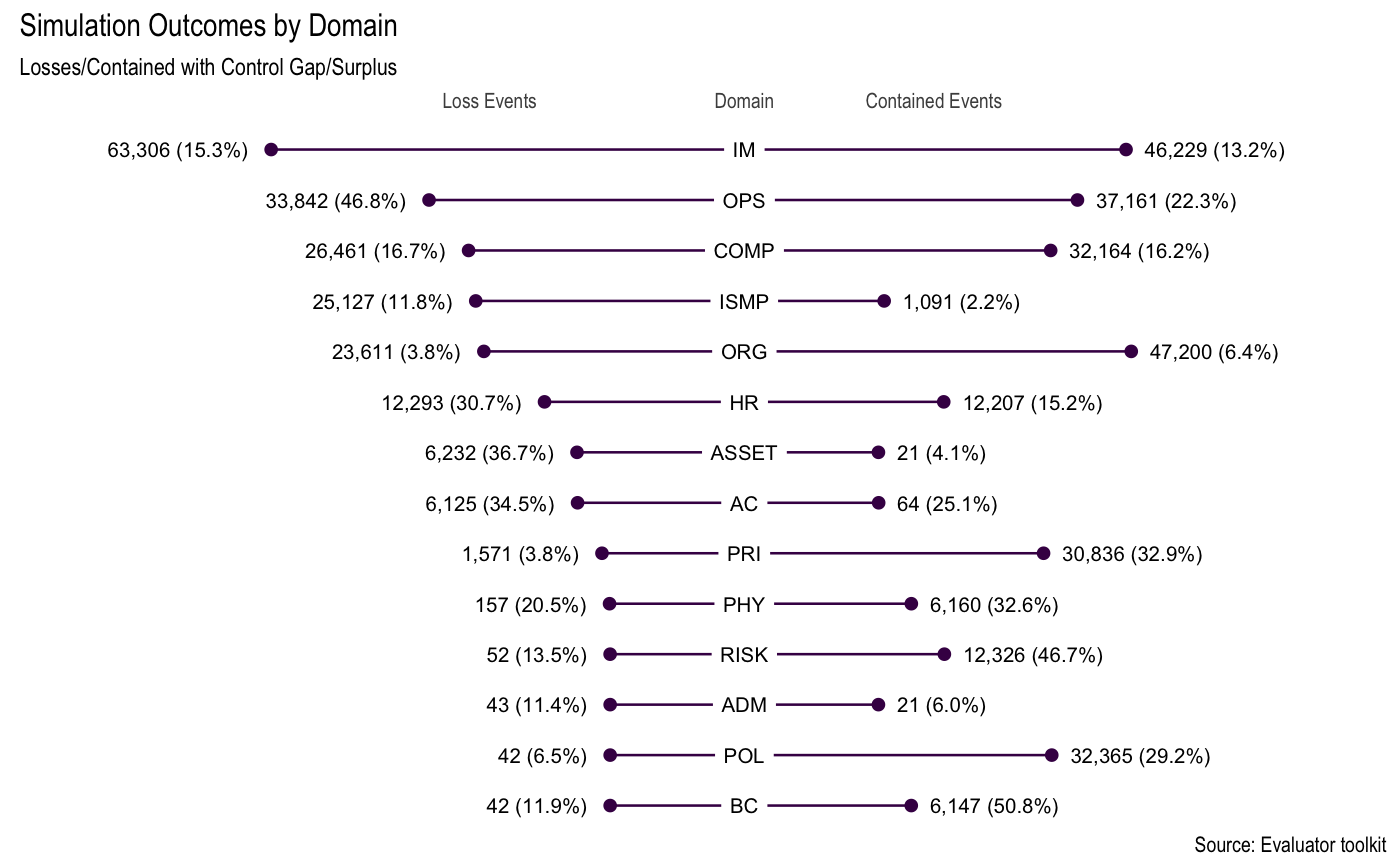 Simulation Outcomes by Domain
Losses/Contained with Control Gap/Surplus
Loss Events Domain Contained Events
63,306 (15.3%) IM 46,229 (13.2%)
33,842 (46.8%) OPS 37,161 (22.3%)
26,461 (16.7%) COMP 32,164 (16.2%)
25,127 (11.8%) ISMP 1,091 (2.2%)
23,611 (3.8%) ORG 47,200 (6.4%)
12,293 (30.7%) HR 12,207 (15.2%)
6,232 (36.7%) ASSET 21 (4.1%)
6,125 (34.5%) AC 64 (25.1%)
1,571 (3.8%) PRI 30,836 (32.9%)
157 (20.5%) PHY 6,160 (32.6%)
52 (13.5%) RISK 12,326 (46.7%)
43 (11.4%) ADM 21 (6.0%)
42 (6.5%) POL 32,365 (29.2%)
42 (11.9%) BC 6,147 (50.8%)
Source: Evaluator toolkit